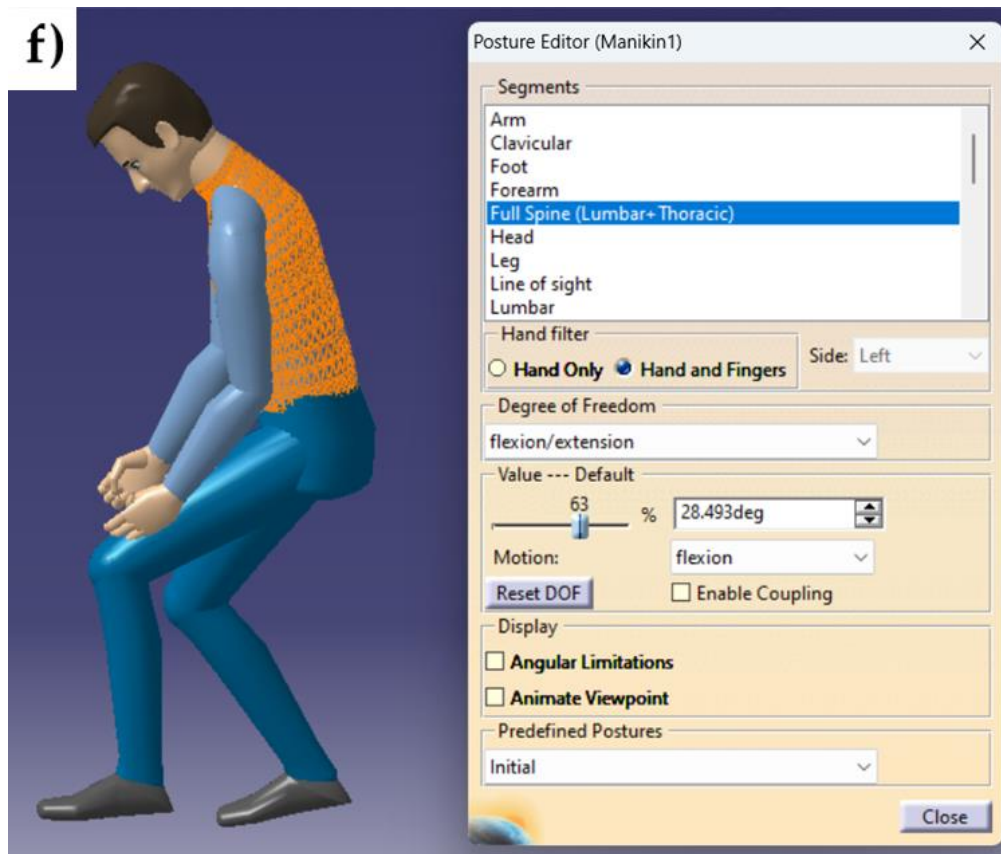 f)
Posture Editor (Manikin1)
Segments
Arm
Clavicular
Foot
Forearm
Full Spine (Lumbar+Thoracic)
Head
Leg
Line of sight
Lumbar
Hand filter
Hand Only Hand and Fingers
Side: Left
Degree of Freedom
flexion/extension
Value --- Default
63
% 28.493deg
Motion: flexion
Reset DOF Enable Coupling
Display
Angular Limitations
Animate Viewpoint
Predefined Postures
Initial
Close